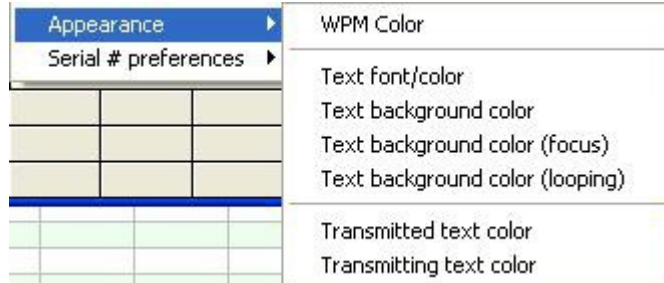 Appearance
Serial # preferences
WPM Color
Text font/color
Text background color
Text background color (focus)
Text background color (looping)
Transmitted text color
Transmitting text color